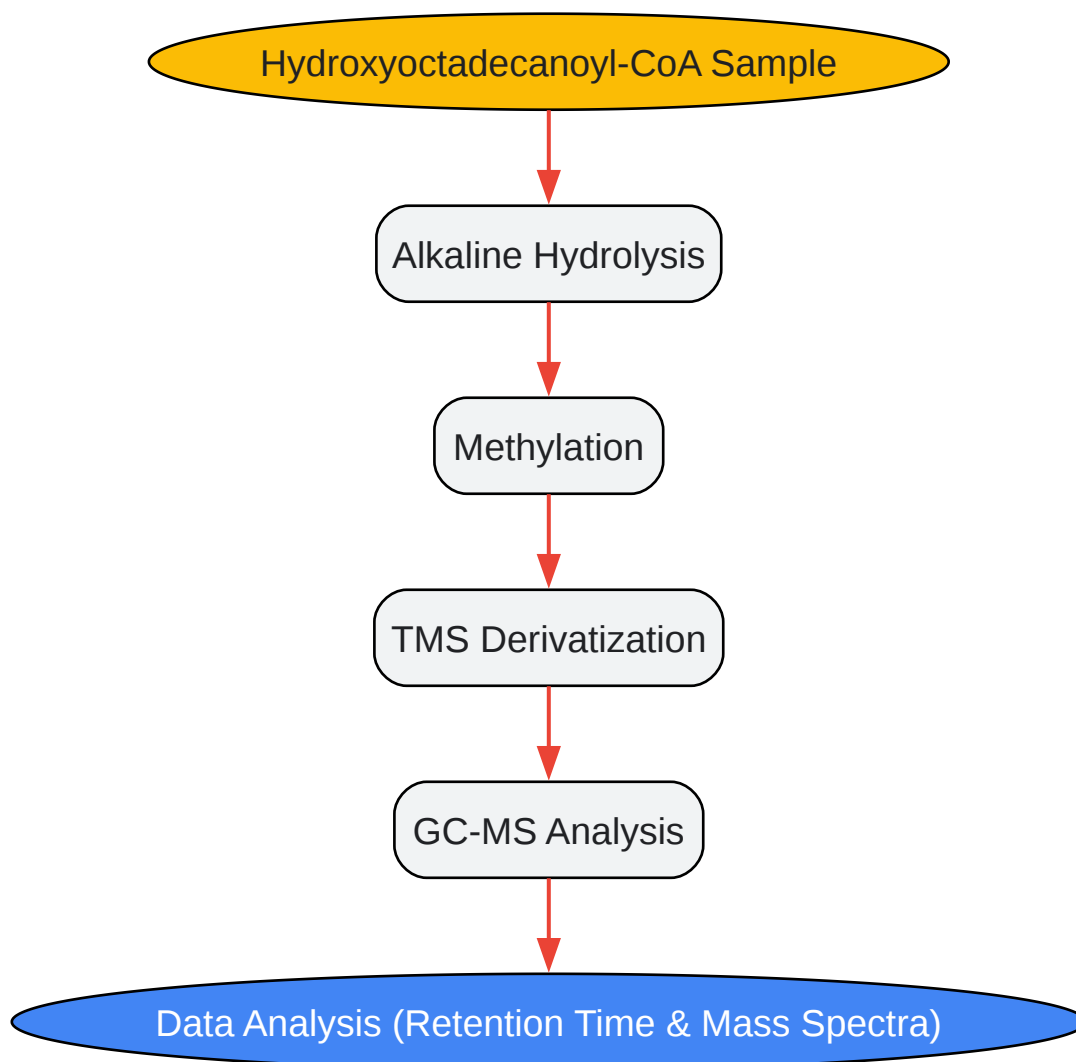 Hydroxyoctadecanoyl-CoA Sample
Alkaline Hydrolysis
Methylation
TMS Derivatization
GC-MS Analysis
Data Analysis (Retention Time & Mass Spectra)